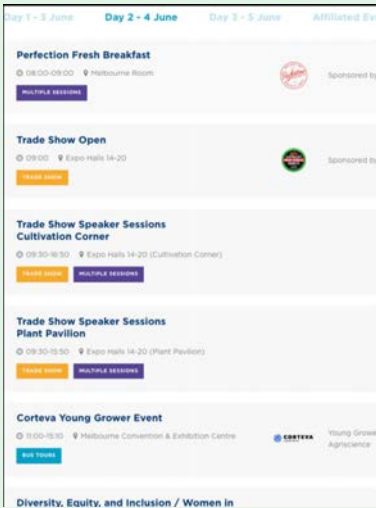 Day 1 - 3 June Day 2 - 4 June Day 3 - 5 June Affiliated Eve
Perfection Fresh Breakfast
08:00-09:00 Melbourne Room
Sponsored by
MULTIPLE SESSIONS
Trade Show Open
09:00 Expo Halls 14-20
Sponsored by
TRADE SHOW
Trade Show Speaker Sessions
Cultivation Corner
09:30-16:50 Expo Halls 14-20 (Cultivation Corner)
TRADE SHOW MULTIPLE SESSIONS
Trade Show Speaker Sessions
Plant Pavilion
09:30-15:50 Expo Halls 14-20 (Plant Pavilion)
TRADE SHOW MULTIPLE SESSIONS
Corteva Young Grower Event
11:00-15:10 Melbourne Convention & Exhibition Centre
CORTEVA
Young Grower
Agriscience
BUS TOURS
Diversity, Equity, and Inclusion / Women in